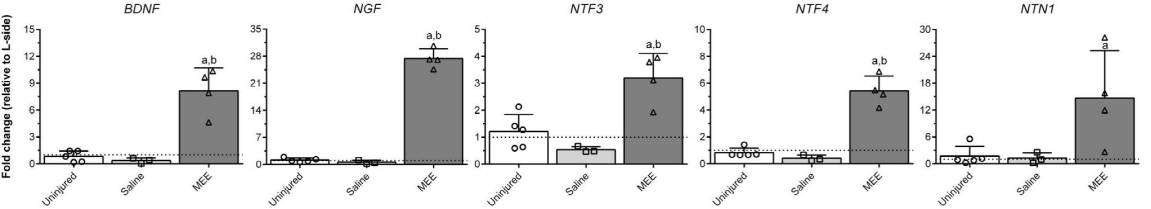 BDNF
NGF
NTF3
NTF4
NTN1
Fold change (relative to L-side)
15
12
9
6
3
0
a,b
Uninjured
Saline
MEE
35
28
21
14
7
0
a,b
Uninjured
Saline
MEE
5
4
3
2
1
0
a,b
Uninjured
Saline
MEE
10
8
6
4
2
0
a,b
Uninjured
Saline
MEE
30
24
18
12
6
0
a
Uninjured
Saline
MEE